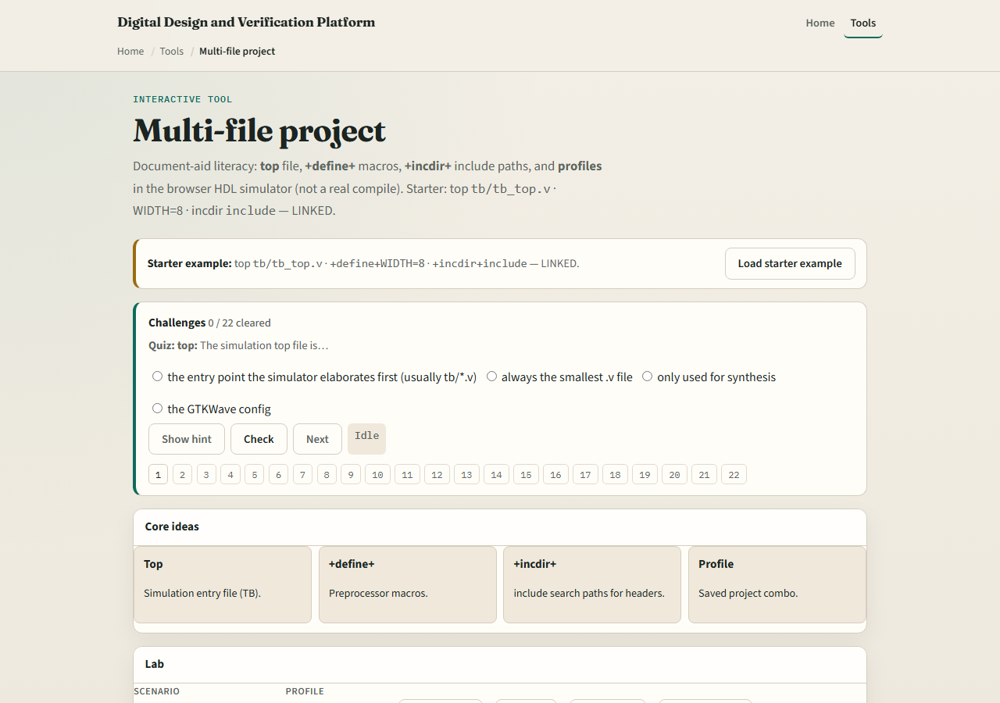 Digital Design and Verification Platform
Home Tools
Home / Tools / Multi-file project
INTERACTIVE TOOL
Multi-file project
Document-aid literacy: top file, +define+ macros, +incdir+ include paths, and profiles
in the browser HDL simulator (not a real compile). Starter: top tb/tb_top.v ·
WIDTH=8 · incdir include — LINKED.
Starter example: top tb/tb_top.v · +define+WIDTH=8 · +incdir+include — LINKED.
Load starter example
Challenges 0 / 22 cleared
Quiz: top: The simulation top file is…
the entry point the simulator elaborates first (usually tb/*.v) always the smallest .v file only used for synthesis
the GTKWave config
Show hint Check Next Idle
1 2 3 4 5 6 7 8 9 10 11 12 13 14 15 16 17 18 19 20 21 22
Core ideas
Top +define+ +incdir+ Profile
Simulation entry file (TB). Preprocessor macros. include search paths for headers. Saved project combo.
Lab
SCENARIO PROFILE